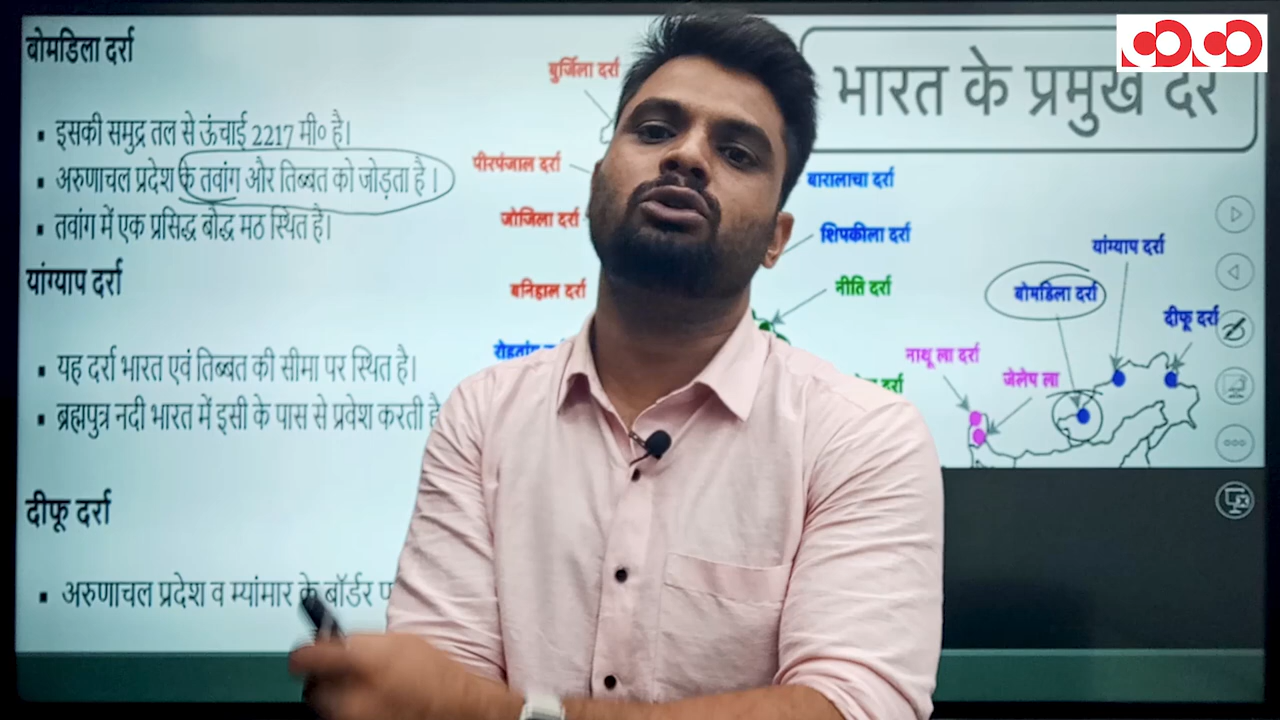 बोमडिला दर्रा
▪ इसकी समुद्र तल से ऊंचाई 2217 मी० है।
▪ अरुणाचल प्रदेश के तवांग और तिब्बत को जोड़ता है ।
▪ तवांग में एक प्रसिद्ध बौद्ध मठ स्थित है।
यांग्याप दर्रा
▪ यह दर्रा भारत एवं तिब्बत की सीमा पर स्थित है।
▪ ब्रह्मपुत्र नदी भारत में इसी के पास से प्रवेश करती है
दीफू दर्रा
▪ अरुणाचल प्रदेश व म्यांमार के बॉर्डर
भारत के प्रमुख दर्रे
बुर्जिला दर्रा
पीरपंजाल दर्रा
जोजिला दर्रा
बनिहाल दर्रा
बारालाचा दर्रा
शिपकीला दर्रा
नीति दर्रा
दर्रा
यांग्याप दर्रा
बोमडिला दर्रा
दीफू दर्रा
नाथू ला दर्रा
जेलेप ला